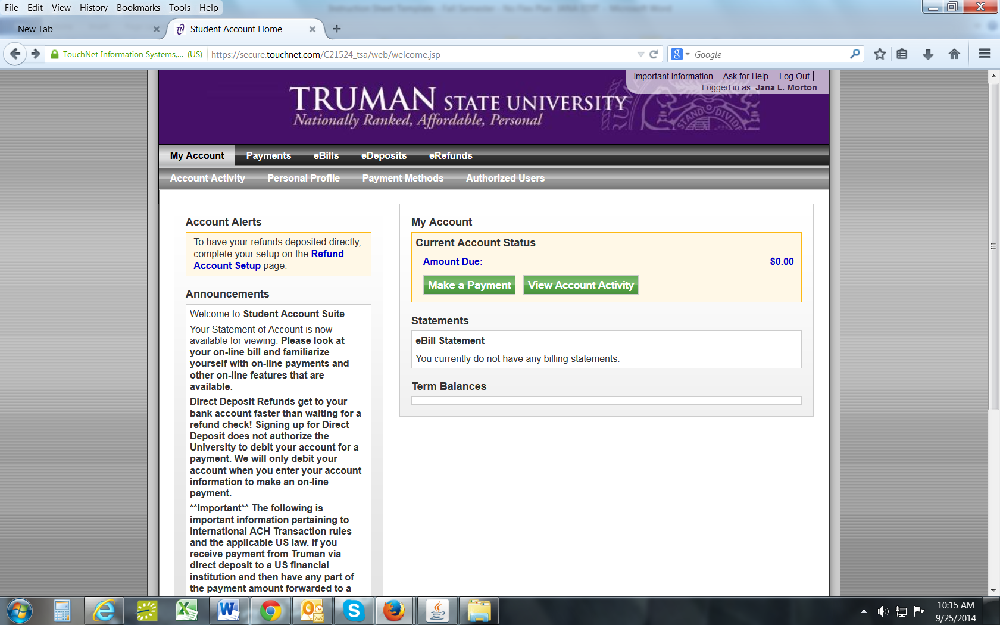 File Edit View History Bookmarks Tools Help
New Tab
Student Account Home
TouchNet Information Systems,... (US)
https://secure.touchnet.com/C21524_tsa/web/welcome.jsp
Google
Important Information | Ask for Help | Log Out |
Logged in as: Jana L. Morton
TRUMAN STATE UNIVERSITY
Nationally Ranked, Affordable, Personal
My Account Payments eBills eDeposits eRefunds
Account Activity Personal Profile Payment Methods Authorized Users
Account Alerts
To have your refunds deposited directly,
complete your setup on the Refund
Account Setup page.
Announcements
Welcome to Student Account Suite.
Your Statement of Account is now
available for viewing. Please look at
your on-line bill and familiarize
yourself with on-line payments and
other on-line features that are
available.
Direct Deposit Refunds get to your
bank account faster than waiting for a
refund check! Signing up for Direct
Deposit does not authorize the
University to debit your account for a
payment. We will only debit your
account when you enter your account
information to make an on-line
payment.
**Important** The following is
important information pertaining to
International ACH Transaction rules
and the applicable US law. If you
receive payment from Truman via
direct deposit to a US financial
institution and then have any part of
the payment amount forwarded to a
My Account
Current Account Status
Amount Due: $0.00
Make a Payment View Account Activity
Statements
eBill Statement
You currently do not have any billing statements.
Term Balances
10:15 AM
9/25/2014